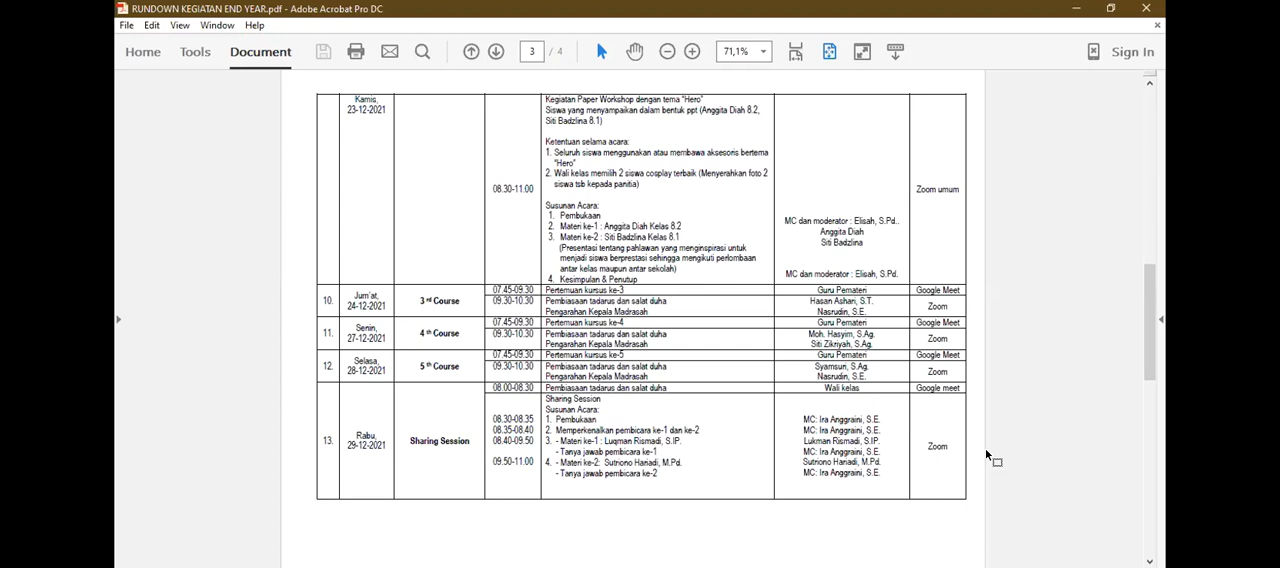 RUNDOWN KEGIATAN END YEAR.pdf - Adobe Acrobat Pro DC
File Edit View Window Help
Home Tools Document 3 / 4 71,1% Sign In
Kamis,
23-12-2021
08.30-11.00
Kegiatan Paper Workshop dengan tema "Hero"
Siswa yang menyampaikan dalam bentuk ppt (Anggita Diah 8.2,
Siti Badzlina 8.1)
Ketentuan selama acara:
1. Seluruh siswa menggunakan atau membawa aksesoris bertema
"Hero"
2. Wali kelas memilih 2 siswa cosplay terbaik (Menyerahkan foto 2
siswa tsb kepada panitia)
Susunan Acara:
1. Pembukaan
2. Materi ke-1 : Anggita Diah Kelas 8.2
3. Materi ke-2 : Siti Badzlina Kelas 8.1
(Presentasi tentang pahlawan yang menginspirasi untuk
menjadi siswa berprestasi sehingga mengikuti perlombaan
antar kelas maupun antar sekolah)
4. Kesimpulan & Penutup
MC dan moderator : Elisah, S.Pd..
Anggita Diah
Siti Badzlina
MC dan moderator : Elisah, S.Pd.
Zoom umum
10. Jum'at, 24-12-2021 3 rd Course
07.45-09.30 Pertemuan kursus ke-3 Guru Pemateri Google Meet
09.30-10.30 Pembiasaan tadarus dan salat duha Hasan Ashari, S.T. Zoom
Pengarahan Kepala Madrasah Nasrudin, S.E.
11. Senin, 27-12-2021 4 th Course
07.45-09.30 Pertemuan kursus ke-4 Guru Pemateri Google Meet
09.30-10.30 Pembiasaan tadarus dan salat duha Moh. Hasyim, S.Ag. Zoom
Pengarahan Kepala Madrasah Siti Zikriyah, S.Ag.
12. Selasa, 28-12-2021 5 th Course
07.45-09.30 Pertemuan kursus ke-5 Guru Pemateri Google Meet
09.30-10.30 Pembiasaan tadarus dan salat duha Syamsuri, S.Ag. Zoom
Pengarahan Kepala Madrasah Nasrudin, S.E.
13. Rabu, 29-12-2021 Sharing Session
08.00-08.30 Pembiasaan tadarus dan salat duha Wali kelas Google meet
Sharing Session
Susunan Acara:
08.30-08.35 1. Pembukaan MC: Ira Anggraini, S.E.
08.35-08.40 2. Memperkenalkan pembicara ke-1 dan ke-2 MC: Ira Anggraini, S.E.
08.40-09.50 3. - Materi ke-1 : Luqman Rismadi, S.IP. Lukman Rismadi, S.IP. Zoom
- Tanya jawab pembicara ke-1 MC: Ira Anggraini, S.E.
09.50-11.00 4. - Materi ke-2: Sutriono Hariadi, M.Pd. Sutriono Hariadi, M.Pd.
- Tanya jawab pembicara ke-2 MC: Ira Anggraini, S.E.